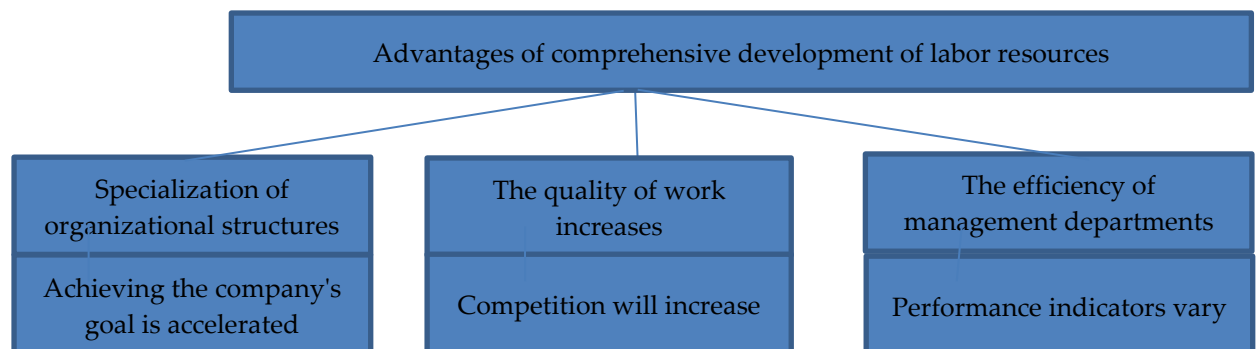 Advantages of comprehensive development of labor resources
Specialization of
organizational structures
Achieving the company's
goal is accelerated
The quality of work
increases
Competition will increase
The efficiency of
management departments
Performance indicators vary